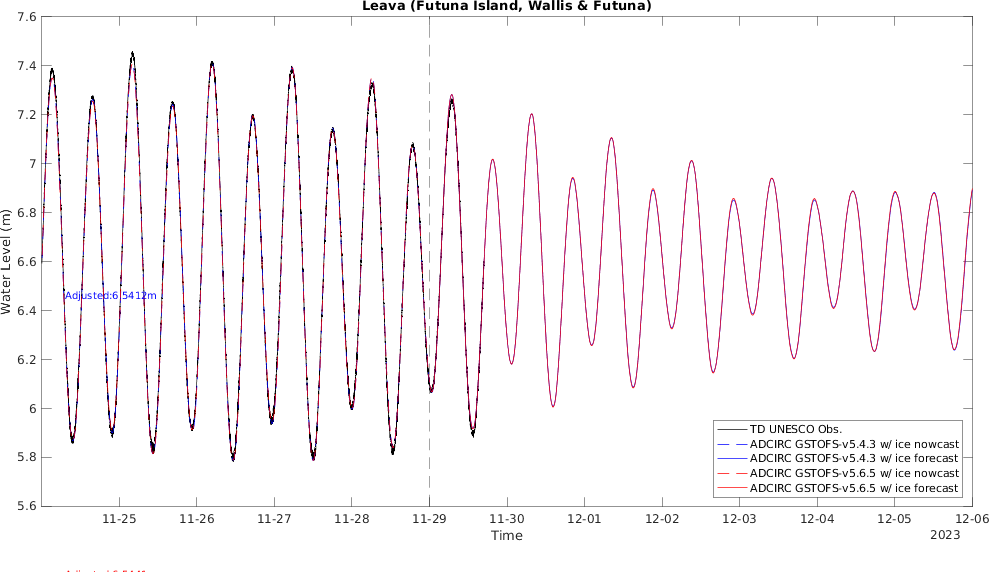 Leava (Futuna Island, Wallis & Futuna)
7.6
7.4
7.2
7
6.8
6.6
6.4
6.2
6
5.8
5.6
Water Level (m)
Adjusted:6.5412m
TD UNESCO Obs.
ADCIRC GSTOFS-v5.4.3 w/ ice nowcast
ADCIRC GSTOFS-v5.4.3 w/ ice forecast
ADCIRC GSTOFS-v5.6.5 w/ ice nowcast
ADCIRC GSTOFS-v5.6.5 w/ ice forecast
11-25 11-26 11-27 11-28 11-29 11-30 12-01 12-02 12-03 12-04 12-05 12-06
Time
2023